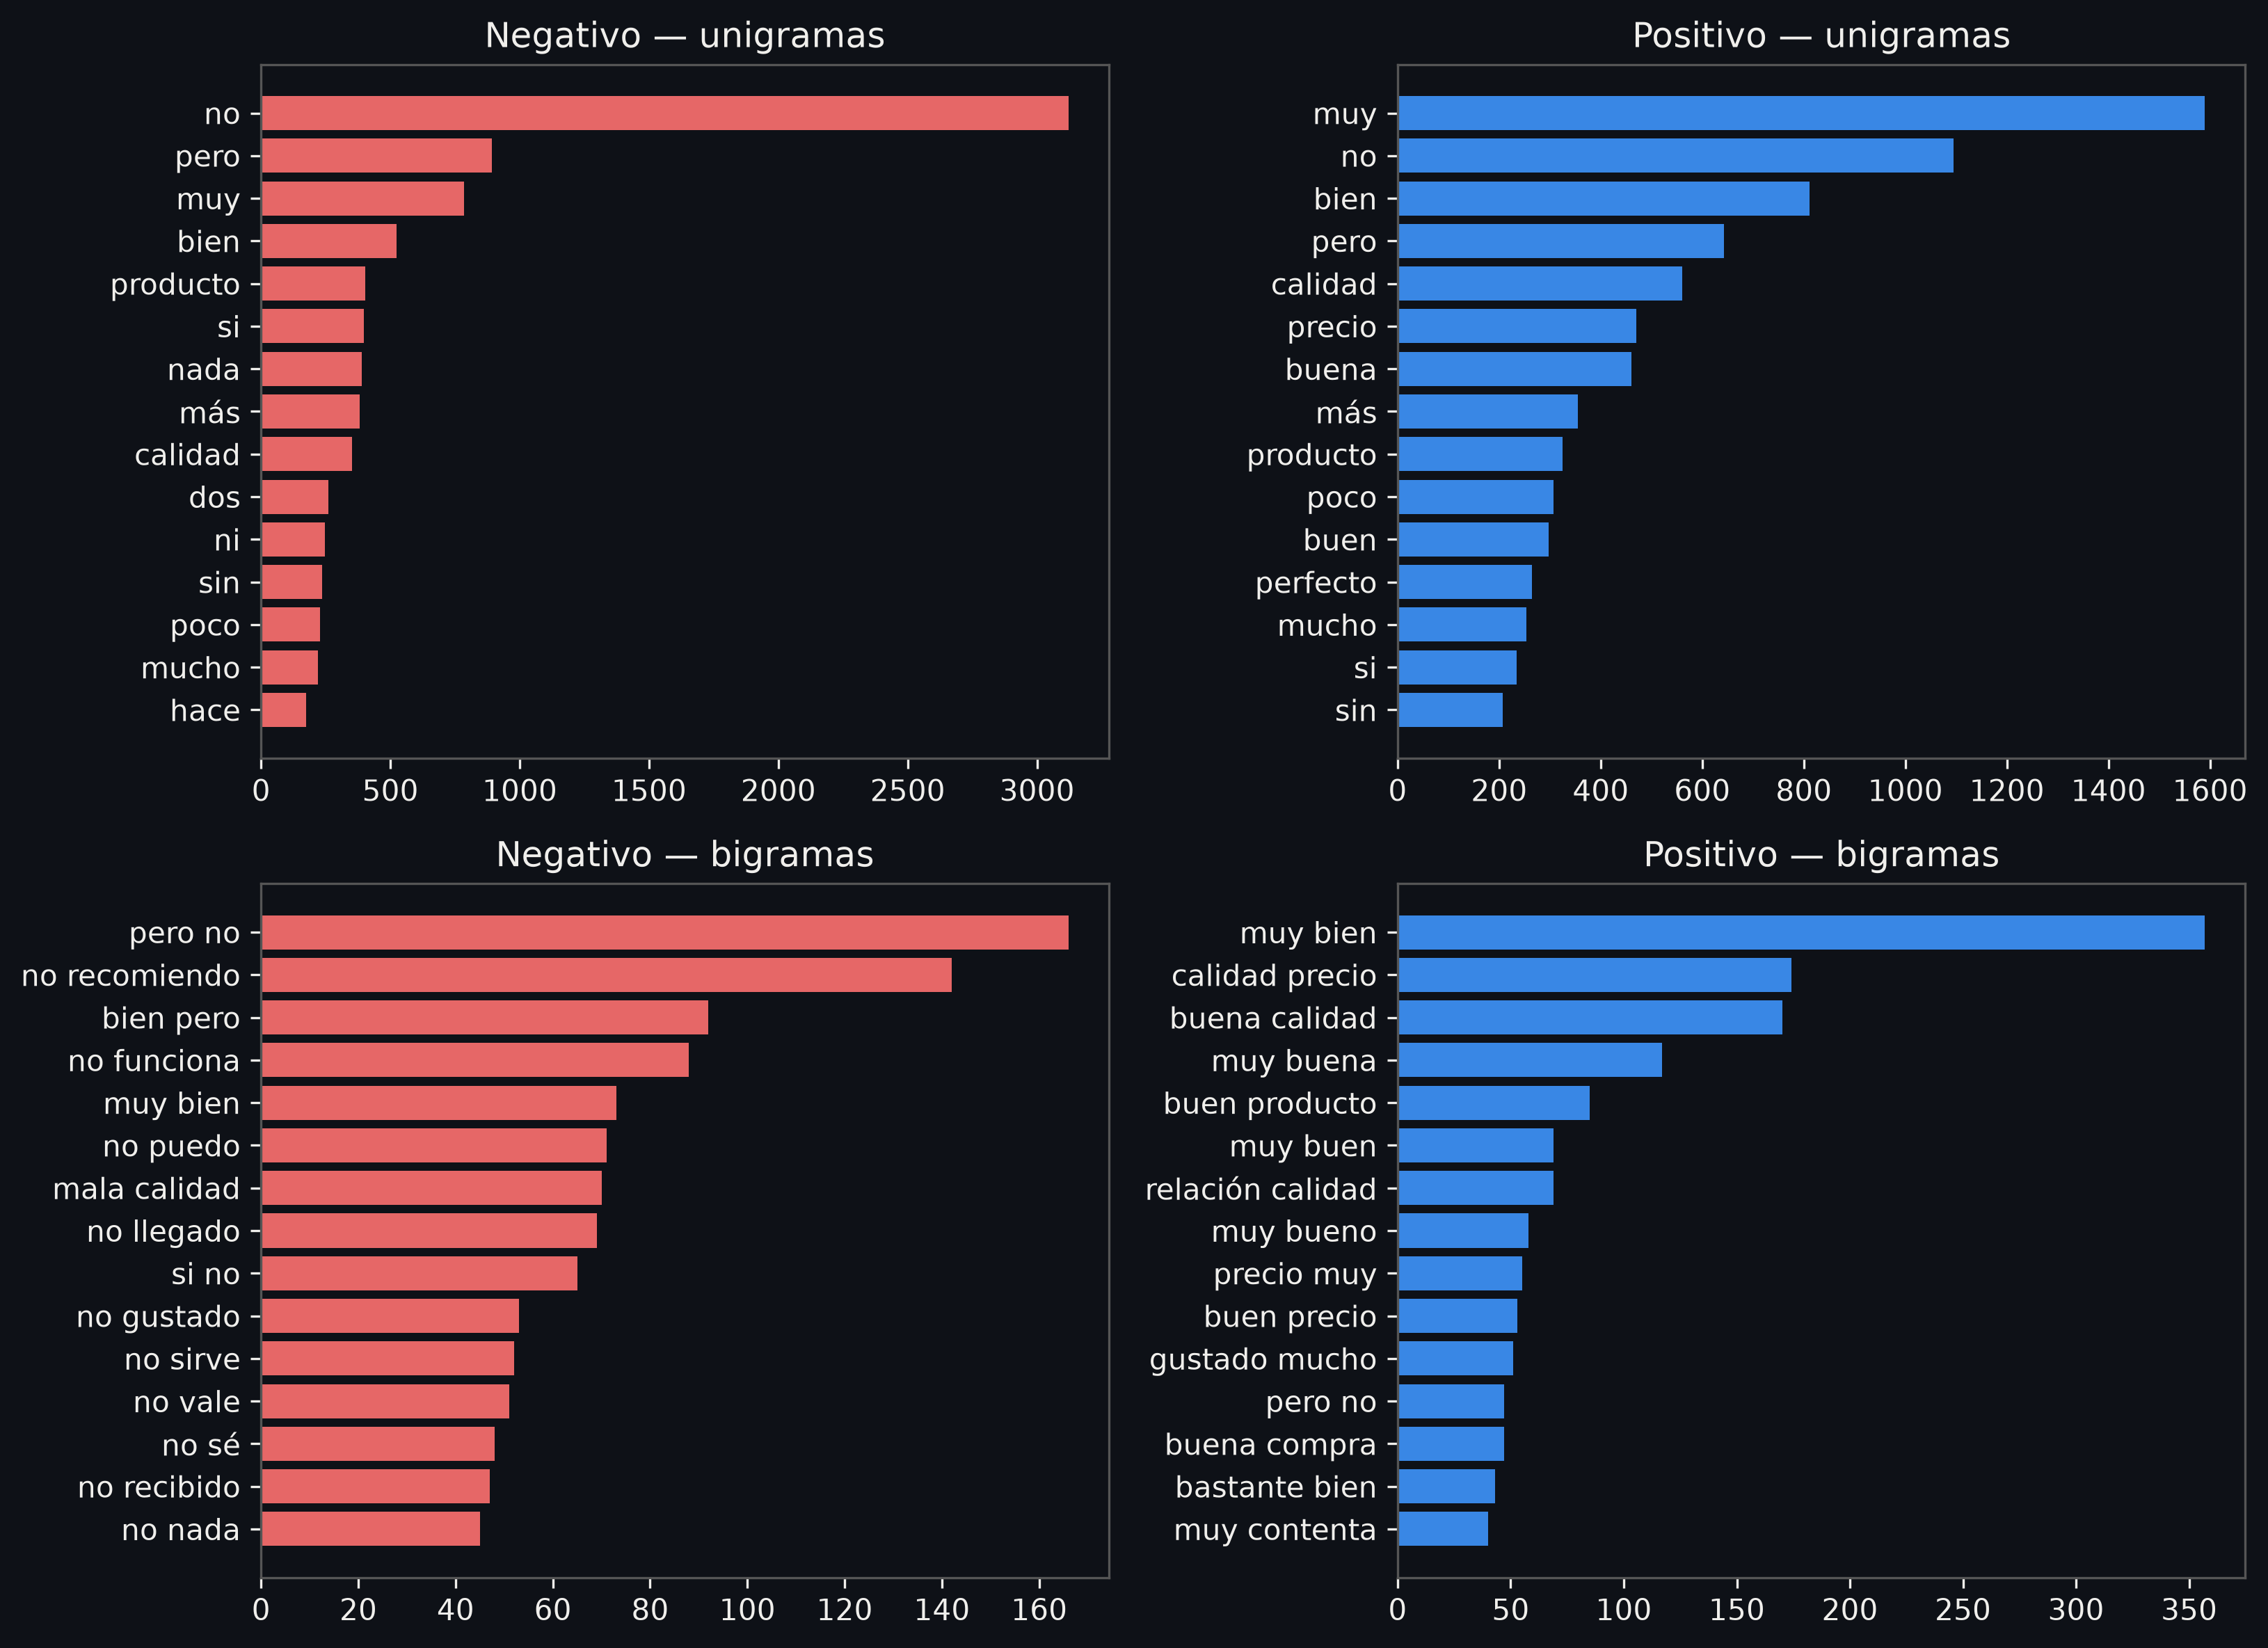 Negativo — unigramas
no
pero
muy
bien
producto
si
nada
más
calidad
dos
ni
sin
poco
mucho
hace
0 500 1000 1500 2000 2500 3000
Positivo — unigramas
muy
no
bien
pero
calidad
precio
buena
más
producto
poco
buen
perfecto
mucho
si
sin
0 200 400 600 800 1000 1200 1400 1600
Negativo — bigramas
pero no
no recomiendo
bien pero
no funciona
muy bien
no puedo
mala calidad
no llegado
si no
no gustado
no sirve
no vale
no sé
no recibido
no nada
0 20 40 60 80 100 120 140 160
Positivo — bigramas
muy bien
calidad precio
buena calidad
muy buena
buen producto
muy buen
relación calidad
muy bueno
precio muy
buen precio
gustado mucho
pero no
buena compra
bastante bien
muy contenta
0 50 100 150 200 250 300 350